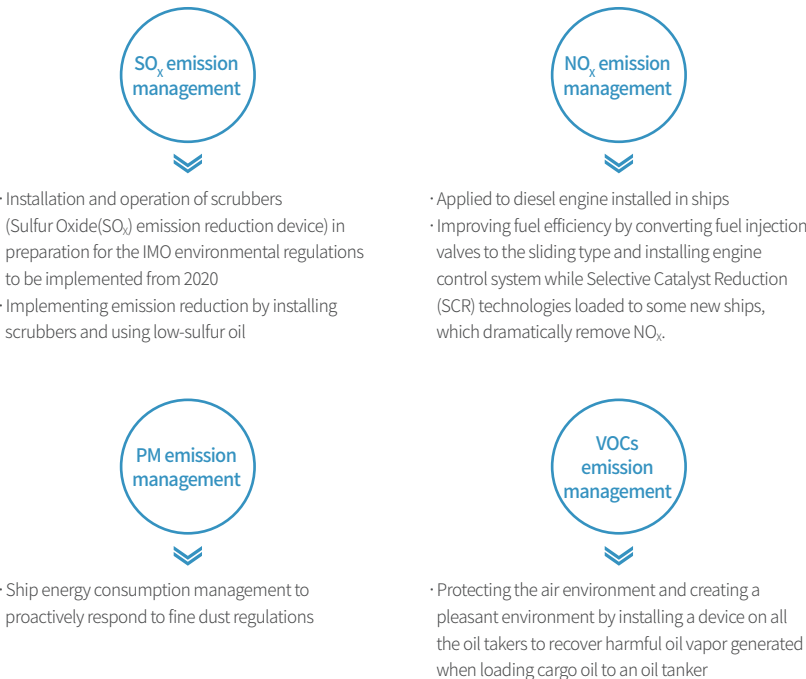 SOx emission
management
· Installation and operation of scrubbers
(Sulfur Oxide(SOx) emission reduction device) in
preparation for the IMO environmental regulations
to be implemented from 2020
· Implementing emission reduction by installing
scrubbers and using low-sulfur oil
NOx emission
management
· Applied to diesel engine installed in ships
· Improving fuel efficiency by converting fuel injection
valves to the sliding type and installing engine
control system while Selective Catalyst Reduction
(SCR) technologies loaded to some new ships,
which dramatically remove NOx.
PM emission
management
· Ship energy consumption management to
proactively respond to fine dust regulations
VOCs
emission
management
· Protecting the air environment and creating a
pleasant environment by installing a device on all
the oil takers to recover harmful oil vapor generated
when loading cargo oil to an oil tanker